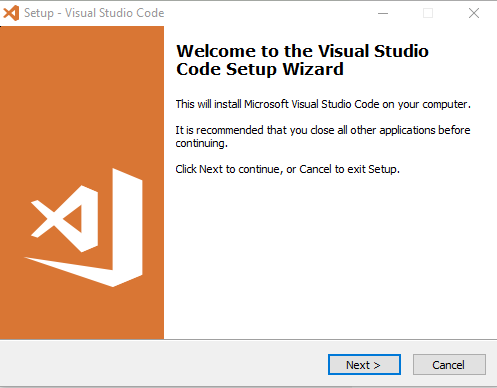 Setup - Visual Studio Code
Welcome to the Visual Studio
Code Setup Wizard
This will install Microsoft Visual Studio Code on your computer.
It is recommended that you close all other applications before
continuing.
Click Next to continue, or Cancel to exit Setup.
Next >
Cancel